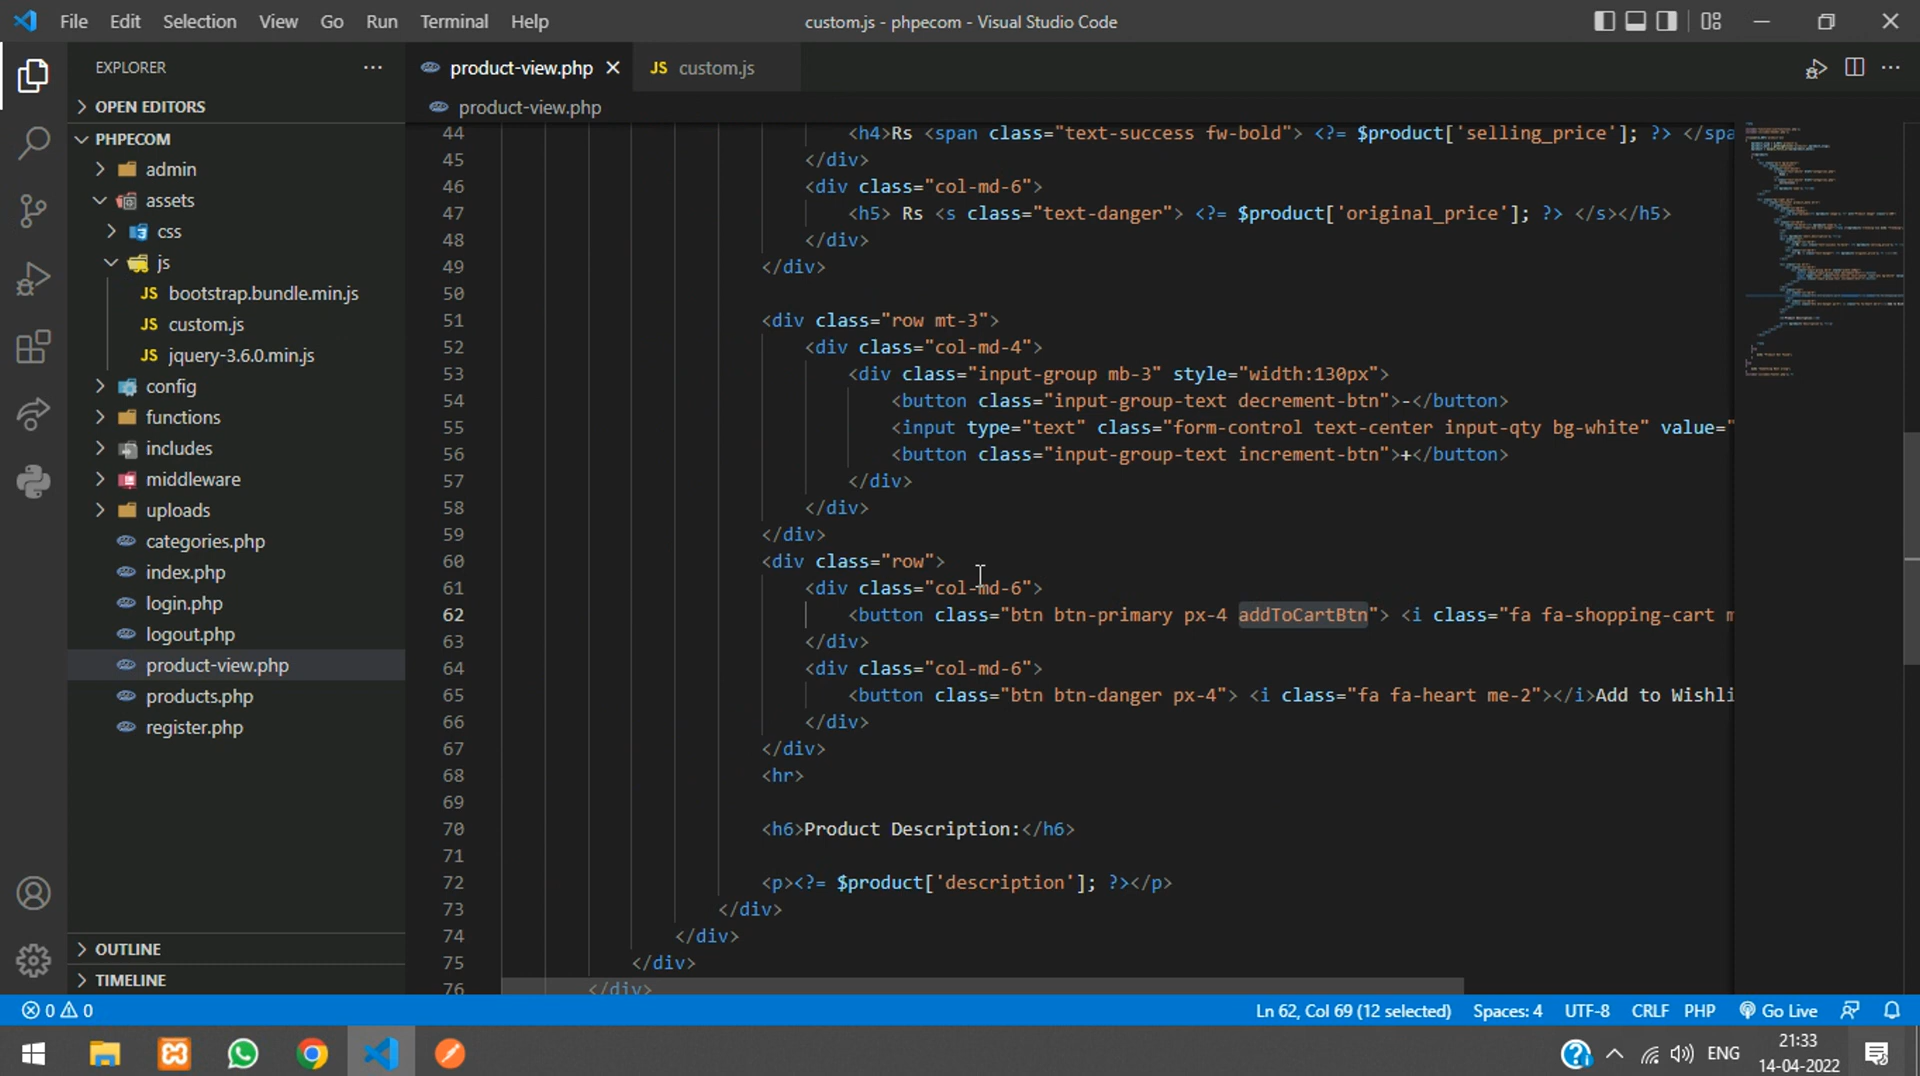 File Edit Selection View Go Run Terminal Help
custom.js - phpecom - Visual Studio Code
EXPLORER
OPEN EDITORS
PHPECOM
admin
assets
css
js
JS bootstrap.bundle.min.js
JS custom.js
JS jquery-3.6.0.min.js
config
functions
includes
middleware
uploads
categories.php
index.php
login.php
logout.php
product-view.php
products.php
register.php
OUTLINE
TIMELINE
product-view.php
JS custom.js
product-view.php
44 <h4>Rs <span class="text-success fw-bold"> <?= $product['selling_price']; ?> </spa
45 </div>
46 <div class="col-md-6">
47 <h5> Rs <s class="text-danger"> <?= $product['original_price']; ?> </s></h5>
48 </div>
49 </div>
50
51 <div class="row mt-3">
52 <div class="col-md-4">
53 <div class="input-group mb-3" style="width:130px">
54 <button class="input-group-text decrement-btn">-</button>
55 <input type="text" class="form-control text-center input-qty bg-white" value="
56 <button class="input-group-text increment-btn">+</button>
57 </div>
58 </div>
59 </div>
60 <div class="row">
61 <div class="col-md-6">
62 <button class="btn btn-primary px-4 addToCartBtn"> <i class="fa fa-shopping-cart m
63 </div>
64 <div class="col-md-6">
65 <button class="btn btn-danger px-4"> <i class="fa fa-heart me-2"></i>Add to Wishli
66 </div>
67 </div>
68 <hr>
69
70 <h6>Product Description:</h6>
71
72 <p><?= $product['description']; ?></p>
73 </div>
74 </div>
75 </div>
76 </div>
0 0
Ln 62, Col 69 (12 selected) Spaces: 4 UTF-8 CRLF PHP Go Live
ENG
21:33
14-04-2022